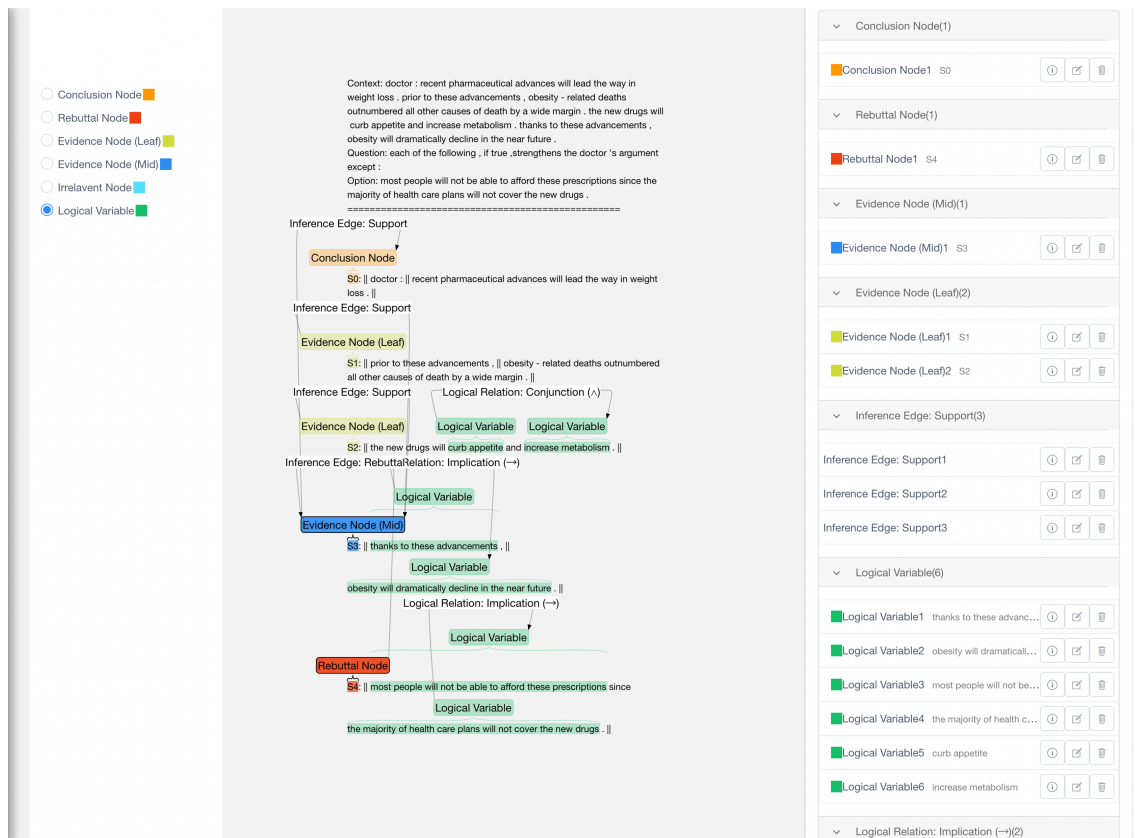 Conclusion Node
Rebuttal Node
Evidence Node (Leaf)
Evidence Node (Mid)
Irrelavent Node
Logical Variable
Context: doctor : recent pharmaceutical advances will lead the way in
weight loss . prior to these advancements , obesity - related deaths
outnumbered all other causes of death by a wide margin . the new drugs will
curb appetite and increase metabolism . thanks to these advancements ,
obesity will dramatically decline in the near future .
Question: each of the following , if true ,strengthens the doctor 's argument
except :
Option: most people will not be able to afford these prescriptions since the
majority of health care plans will not cover the new drugs .
================================================
Inference Edge: Support
Conclusion Node
S0: || doctor : || recent pharmaceutical advances will lead the way in weight
loss . ||
Inference Edge: Support
Evidence Node (Leaf)
S1: || prior to these advancements , || obesity - related deaths outnumbered
all other causes of death by a wide margin . ||
Inference Edge: Support
Logical Relation: Conjunction (∧)
Evidence Node (Leaf)
Logical Variable
Logical Variable
S2: || the new drugs will curb appetite and increase metabolism . ||
Inference Edge: RebuttaRelation: Implication (→)
Logical Variable
Evidence Node (Mid)
S3: || thanks to these advancements , ||
Logical Variable
obesity will dramatically decline in the near future . ||
Logical Relation: Implication (→)
Logical Variable
Rebuttal Node
S4: || most people will not be able to afford these prescriptions since
Logical Variable
the majority of health care plans will not cover the new drugs . ||
Conclusion Node(1)
Conclusion Node1 S0
Rebuttal Node(1)
Rebuttal Node1 S4
Evidence Node (Mid)(1)
Evidence Node (Mid)1 S3
Evidence Node (Leaf)(2)
Evidence Node (Leaf)1 S1
Evidence Node (Leaf)2 S2
Inference Edge: Support(3)
Inference Edge: Support1
Inference Edge: Support2
Inference Edge: Support3
Logical Variable(6)
Logical Variable1 thanks to these advanc...
Logical Variable2 obesity will dramaticall...
Logical Variable3 most people will not be...
Logical Variable4 the majority of health c...
Logical Variable5 curb appetite
Logical Variable6 increase metabolism
Logical Relation: Implication (→)(2)